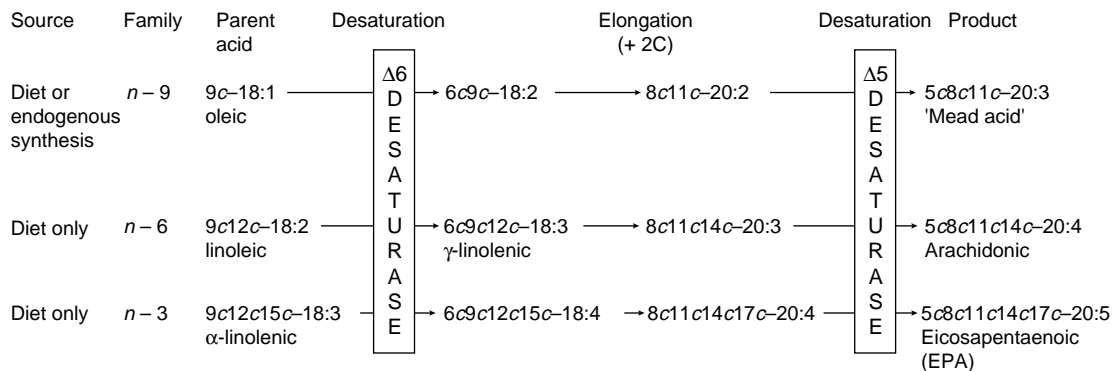 Source Family Parent Desaturation Elongation Desaturation Product
acid (+ 2C)
Δ6 Δ5
Diet or n – 9 9c–18:1 6c9c–18:2 8c11c–20:2 5c8c11c–20:3
endogenous oleic 'Mead acid'
synthesis
DESATURASE DESATURASE
Diet only n – 6 9c12c–18:2 6c9c12c–18:3 8c11c14c–20:3 5c8c11c14c–20:4
linoleic γ-linolenic Arachidonic
Diet only n – 3 9c12c15c–18:3 6c9c12c15c–18:4 8c11c14c17c–20:4 5c8c11c14c17c–20:5
α-linolenic Eicosapentaenoic
(EPA)